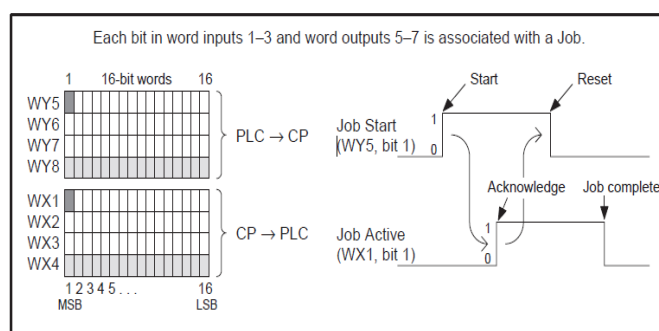 Each bit in word inputs 1–3 and word outputs 5–7 is associated with a Job.
1 16-bit words 16
WY5
WY6
WY7
WY8
PLC → CP
WX1
WX2
WX3
WX4
CP → PLC
1 2 3 4 5 . . . 16
MSB LSB
Start Reset
Job Start
(WY5, bit 1)
1
0
Acknowledge Job complete
Job Active
(WX1, bit 1)
1
0